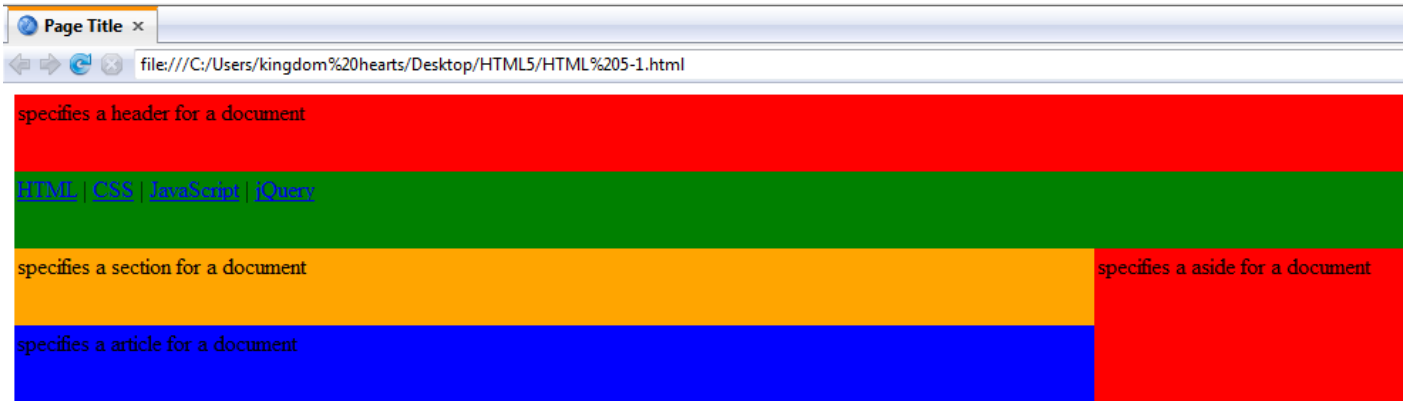 Page Title ×
file:///C:/Users/kingdom%20hearts/Desktop/HTML5/HTML%205-1.html
specifies a header for a document
HTML | CSS | JavaScript | jQuery
specifies a section for a document
specifies a aside for a document
specifies a article for a document